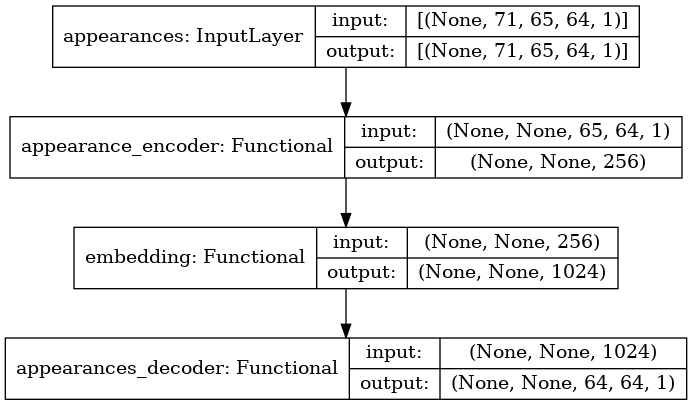 appearances: InputLayer
input: [(None, 71, 65, 64, 1)]
output: [(None, 71, 65, 64, 1)]
appearance_encoder: Functional
input: (None, None, 65, 64, 1)
output: (None, None, 256)
embedding: Functional
input: (None, None, 256)
output: (None, None, 1024)
appearances_decoder: Functional
input: (None, None, 1024)
output: (None, None, 64, 64, 1)